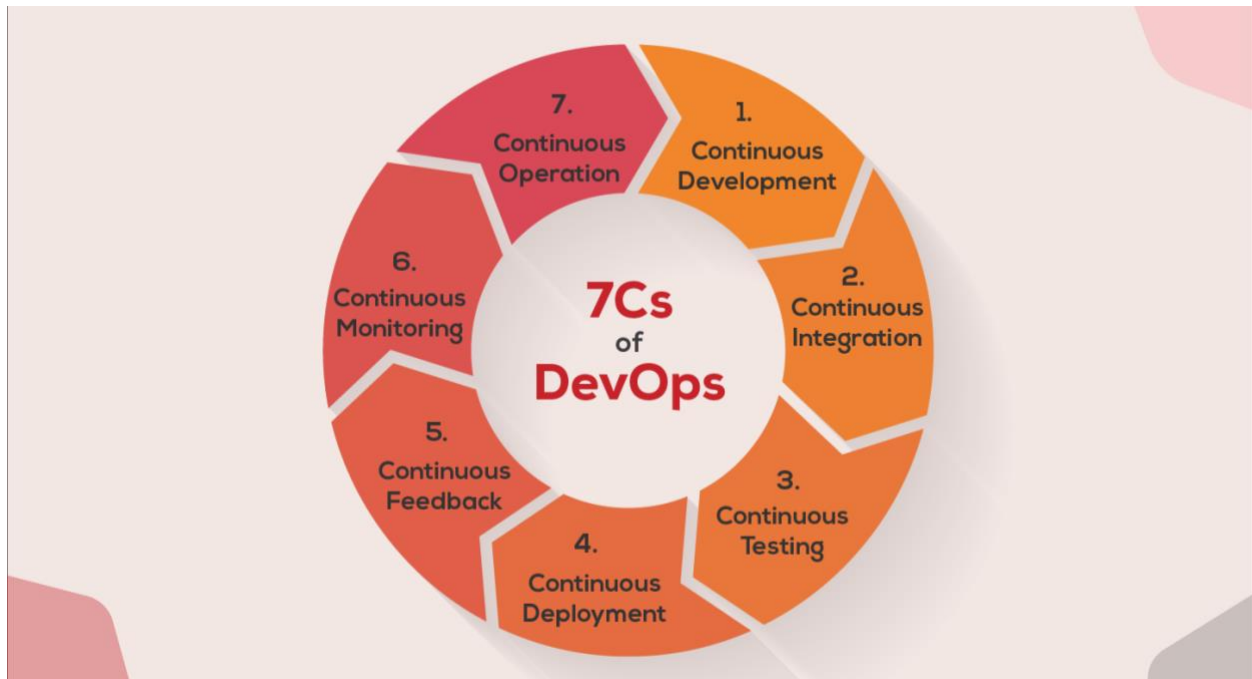 7Cs
of
DevOps
1.
Continuous
Development
2.
Continuous
Integration
3.
Continuous
Testing
4.
Continuous
Deployment
5.
Continuous
Feedback
6.
Continuous
Monitoring
7.
Continuous
Operation